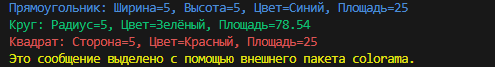 Прямоугольник: Ширина=5, Высота=5, Цвет=Синий, Площадь=25
Круг: Радиус=5, Цвет=Зелёный, Площадь=78.54
Квадрат: Сторона=5, Цвет=Красный, Площадь=25
Это сообщение выделено с помощью внешнего пакета colorama.